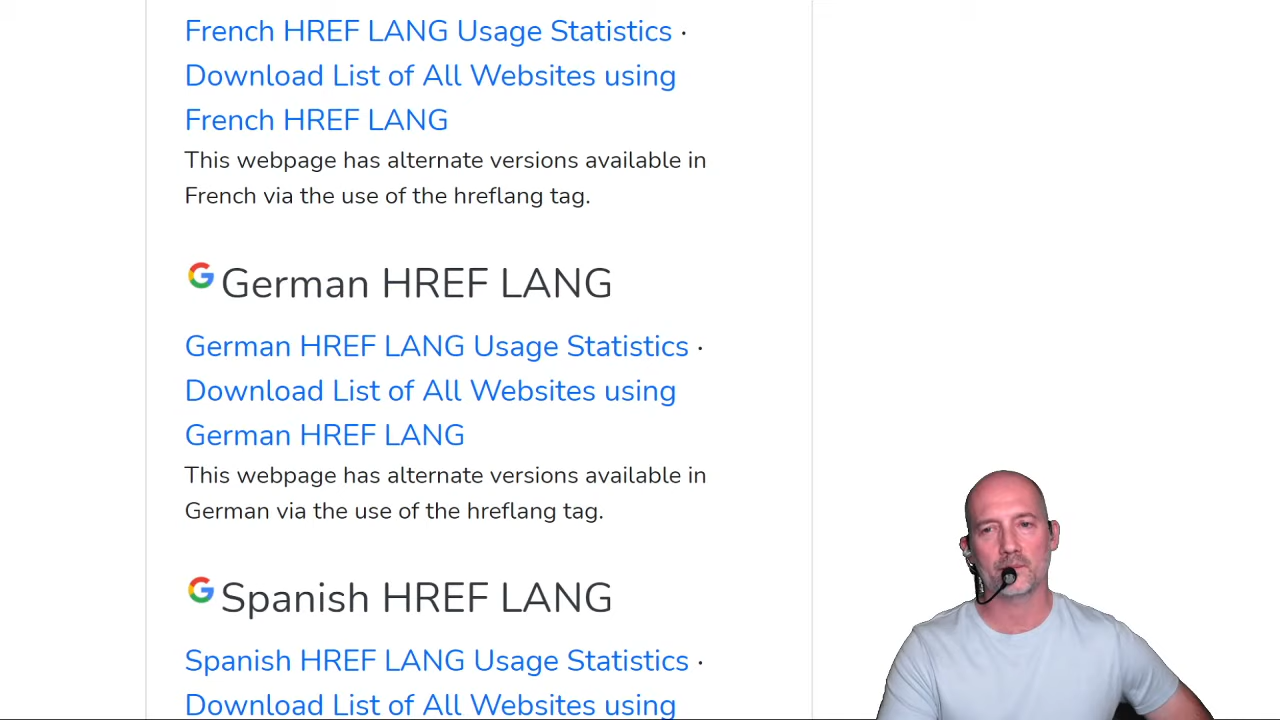 French HREF LANG Usage Statistics ·
Download List of All Websites using
French HREF LANG
This webpage has alternate versions available in
French via the use of the hreflang tag.
German HREF LANG
German HREF LANG Usage Statistics ·
Download List of All Websites using
German HREF LANG
This webpage has alternate versions available in
German via the use of the hreflang tag.
Spanish HREF LANG
Spanish HREF LANG Usage Statistics ·
Download List of All Websites using